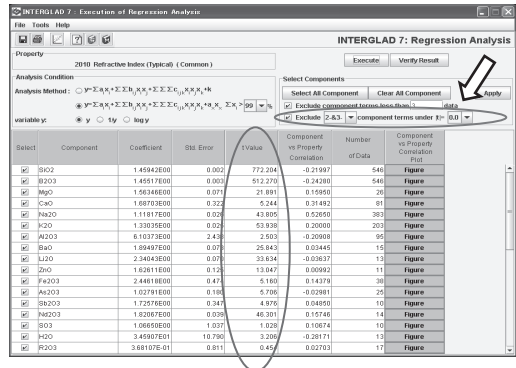 INTERGLAD 7: Execution of Regression Analysis
File Tools Help
INTERGLAD 7: Regression Analysis
Property
2010 Refractive Index (Typical) ( Common )
Execute Verify Result
Analysis Condition
Analysis Method:
variable y: y 1/y log y
Select Components
Select All Component Clear All Component Apply
Exclude component terms less than 3 data
Exclude 2-&3- component terms under |t|= 0.0
Select Component Coefficient Std. Error t Value Component vs Property Correlation Number of Data Component vs Property Correlation Plot
SiO2 1.45942E00 0.002 772.204 -0.21997 546 Figure
B2O3 1.45517E00 0.003 512.270 -0.24280 546 Figure
MgO 1.56346E00 0.071 21.891 0.15950 26 Figure
CaO 1.68703E00 0.322 5.244 0.31492 81 Figure
Na2O 1.11817E00 0.026 43.805 0.52650 383 Figure
K2O 1.33035E00 0.025 53.938 0.20000 203 Figure
Al2O3 6.10373E00 2.438 2.503 -0.20908 95 Figure
BaO 1.89497E00 0.073 25.843 0.03445 15 Figure
Li2O 2.34043E00 0.070 33.634 -0.03637 13 Figure
ZnO 1.62611E00 0.125 13.047 0.00992 11 Figure
Fe2O3 2.44618E00 0.474 5.160 0.14379 38 Figure
As2O3 1.02791E00 0.180 5.706 -0.02981 25 Figure
Sb2O3 1.72576E00 0.347 4.976 0.04850 10 Figure
Nd2O3 1.82067E00 0.039 46.301 0.15746 14 Figure
SO3 1.06650E00 1.037 1.028 0.10674 10 Figure
H2O 3.45907E01 10.790 3.206 -0.28171 13 Figure
R2O3 3.68107E-01 0.811 0.454 0.02703 17 Figure